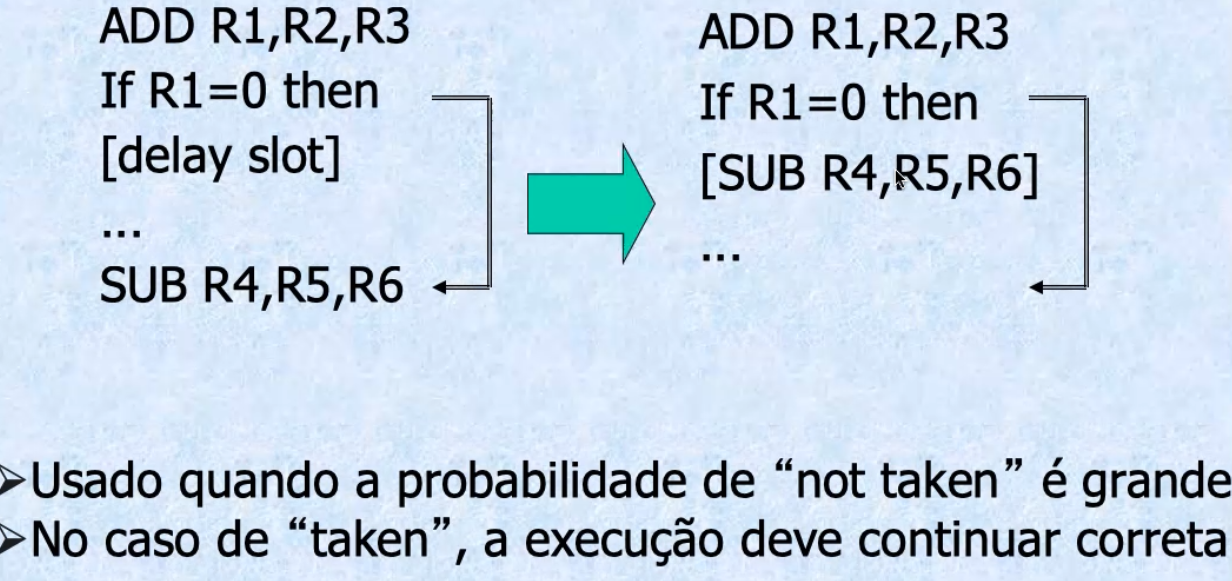 ADD R1,R2,R3
If R1=0 then
[delay slot]
...
SUB R4,R5,R6
ADD R1,R2,R3
If R1=0 then
[SUB R4,R5,R6]
...
➢Usado quando a probabilidade de “not taken” é grande
➢No caso de “taken”, a execução deve continuar correta